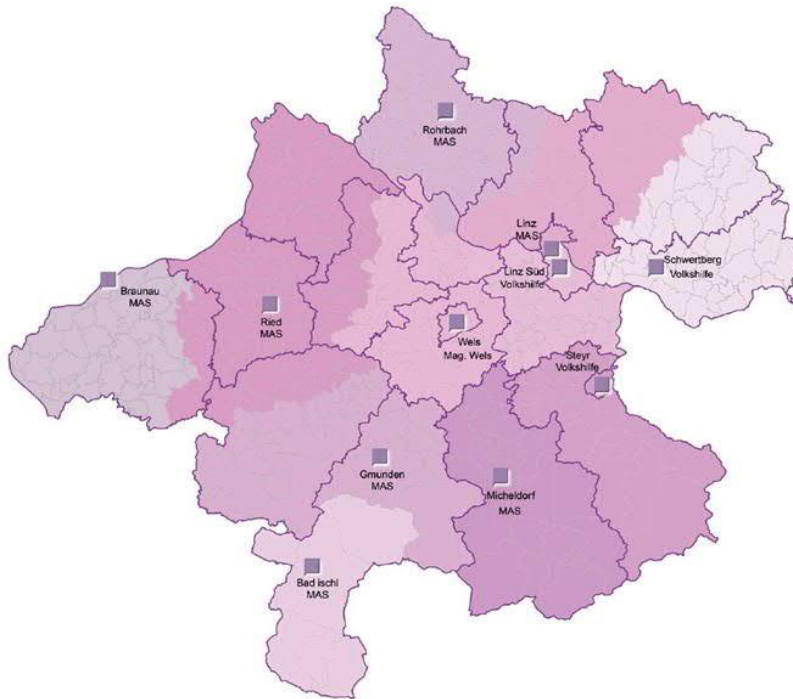 Rohrbach
MAS
Linz
MAS
Linz Süd
Volkshilfe
Schwertberg
Volkshilfe
Braunau
MAS
Ried
MAS
Wels
Mag. Wels
Steyr
Volkshilfe
Gmunden
MAS
Micheldorf
MAS
Bad ischl
MAS